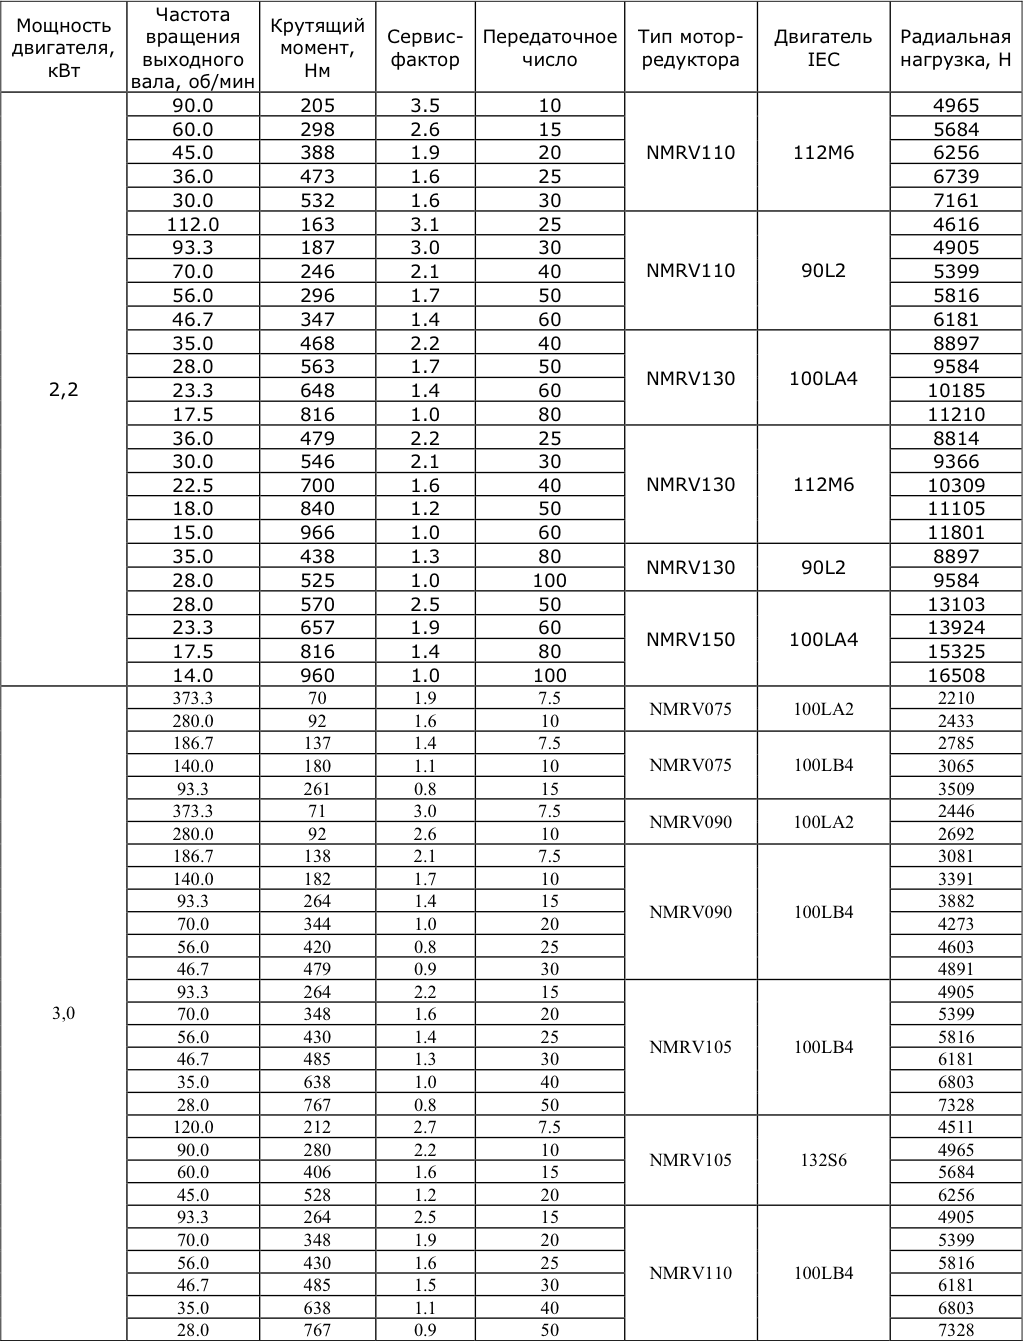 Мощность двигателя, кВт | Частота вращения выходного вала, об/мин | Крутящий момент, Нм | Сервис-фактор | Передаточное число | Тип мотор-редуктора | Двигатель IEC | Радиальная нагрузка, Н
2,2
90.0 205 3.5 10 NMRV110 112M6 4965
60.0 298 2.6 15 5684
45.0 388 1.9 20 6256
36.0 473 1.6 25 6739
30.0 532 1.6 30 7161
112.0 163 3.1 25 NMRV110 90L2 4616
93.3 187 3.0 30 4905
70.0 246 2.1 40 5399
56.0 296 1.7 50 5816
46.7 347 1.4 60 6181
35.0 468 2.2 40 NMRV130 100LA4 8897
28.0 563 1.7 50 9584
23.3 648 1.4 60 10185
17.5 816 1.0 80 11210
36.0 479 2.2 25 NMRV130 112M6 8814
30.0 546 2.1 30 9366
22.5 700 1.6 40 10309
18.0 840 1.2 50 11105
15.0 966 1.0 60 11801
35.0 438 1.3 80 NMRV130 90L2 8897
28.0 525 1.0 100 9584
28.0 570 2.5 50 NMRV150 100LA4 13103
23.3 657 1.9 60 13924
17.5 816 1.4 80 15325
14.0 960 1.0 100 16508
3,0
373.3 70 1.9 7.5 NMRV075 100LA2 2210
280.0 92 1.6 10 2433
186.7 137 1.4 7.5 NMRV075 100LB4 2785
140.0 180 1.1 10 3065
93.3 261 0.8 15 3509
373.3 71 3.0 7.5 NMRV090 100LA2 2446
280.0 92 2.6 10 2692
186.7 138 2.1 7.5 NMRV090 100LB4 3081
140.0 182 1.7 10 3391
93.3 264 1.4 15 3882
70.0 344 1.0 20 4273
56.0 420 0.8 25 4603
46.7 479 0.9 30 4891
93.3 264 2.2 15 NMRV105 100LB4 4905
70.0 348 1.6 20 5399
56.0 430 1.4 25 5816
46.7 485 1.3 30 6181
35.0 638 1.0 40 6803
28.0 767 0.8 50 7328
120.0 212 2.7 7.5 NMRV105 132S6 4511
90.0 280 2.2 10 4965
60.0 406 1.6 15 5684
45.0 528 1.2 20 6256
93.3 264 2.5 15 NMRV110 100LB4 4905
70.0 348 1.9 20 5399
56.0 430 1.6 25 5816
46.7 485 1.5 30 6181
35.0 638 1.1 40 6803
28.0 767 0.9 50 7328